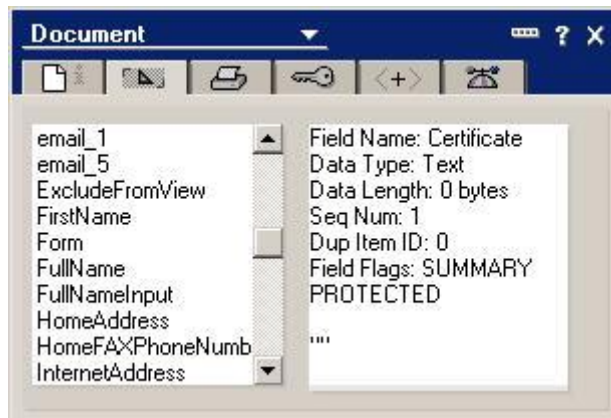 Document
?
X
<+>
email_1
email_5
ExcludeFromView
FirstName
Form
FullName
FullNameInput
HomeAddress
HomeFAXPhoneNumb
InternetAddress
Field Name: Certificate
Data Type: Text
Data Length: 0 bytes
Seq Num: 1
Dup Item ID: 0
Field Flags: SUMMARY
PROTECTED
""